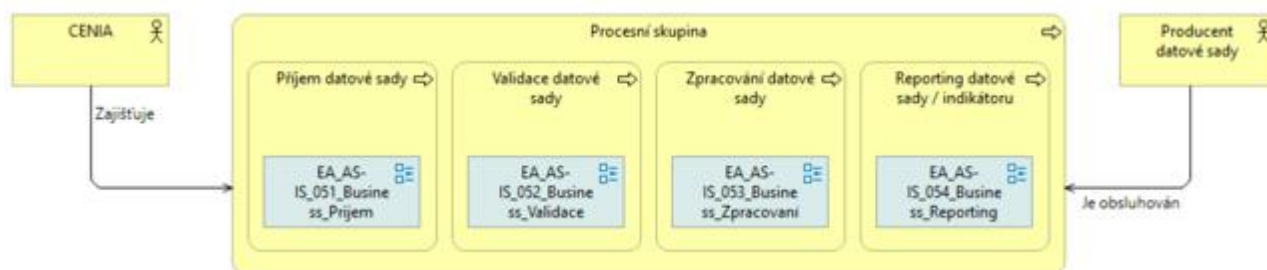 CENIA
Procesní skupina
Producent
datové sady
Příjem datové sady
Validace datové
sady
Zpracování datové
sady
Reporting datové
sady / indikátoru
Zajišťuje
EA_AS-
IS_051_Busine
ss_Prijem
EA_AS-
IS_052_Busine
ss_Validace
EA_AS-
IS_053_Busine
ss_Zpracovani
EA_AS-
IS_054_Busine
ss_Reporting
Je obsluhován